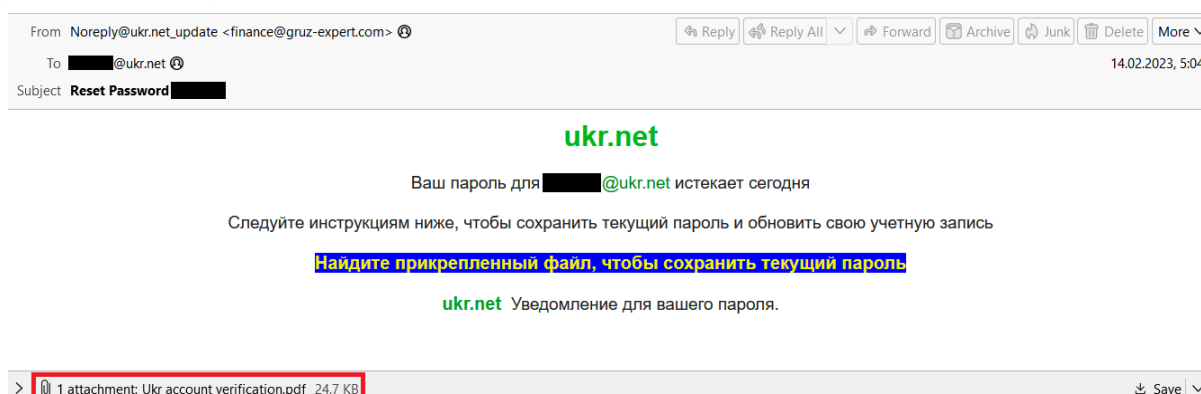 From Noreply@ukr.net_update <finance@gruz-expert.com>
Reply Reply All Forward Archive Junk Delete More
To @ukr.net
14.02.2023, 5:04
Subject Reset Password
ukr.net
Ваш пароль для @ukr.net истекает сегодня
Следуйте инструкциям ниже, чтобы сохранить текущий пароль и обновить свою учетную запись
Найдите прикрепленный файл, чтобы сохранить текущий пароль
ukr.net Уведомление для вашего пароля.
1 attachment: Ukr account verification.pdf 24.7 KB
Save